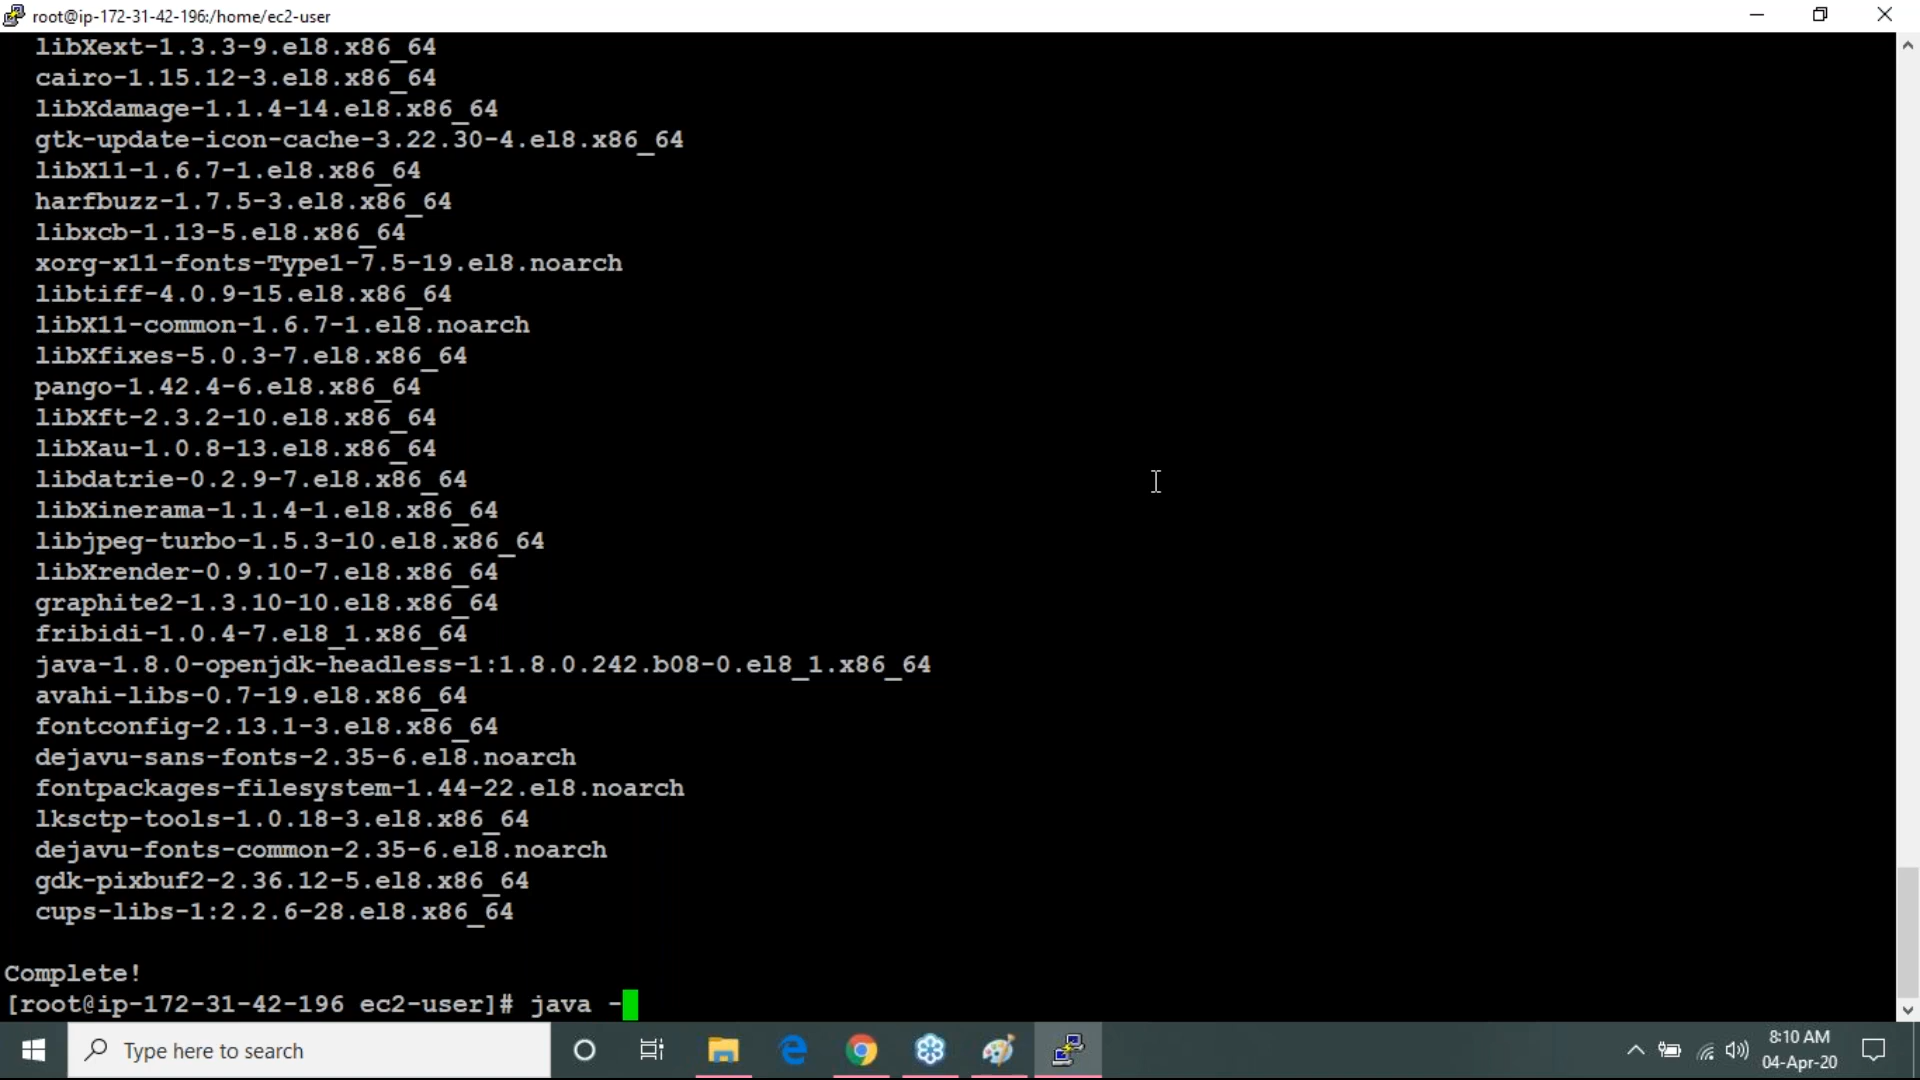 root@ip-172-31-42-196:/home/ec2-user
libXext-1.3.3-9.el8.x86_64
cairo-1.15.12-3.el8.x86_64
libXdamage-1.1.4-14.el8.x86_64
gtk-update-icon-cache-3.22.30-4.el8.x86_64
libX11-1.6.7-1.el8.x86_64
harfbuzz-1.7.5-3.el8.x86_64
libxcb-1.13-5.el8.x86_64
xorg-x11-fonts-Type1-7.5-19.el8.noarch
libtiff-4.0.9-15.el8.x86_64
libX11-common-1.6.7-1.el8.noarch
libXfixes-5.0.3-7.el8.x86_64
pango-1.42.4-6.el8.x86_64
libXft-2.3.2-10.el8.x86_64
libXau-1.0.8-13.el8.x86_64
libdatrie-0.2.9-7.el8.x86_64
libXinerama-1.1.4-1.el8.x86_64
libjpeg-turbo-1.5.3-10.el8.x86_64
libXrender-0.9.10-7.el8.x86_64
graphite2-1.3.10-10.el8.x86_64
fribidi-1.0.4-7.el8_1.x86_64
java-1.8.0-openjdk-headless-1:1.8.0.242.b08-0.el8_1.x86_64
avahi-libs-0.7-19.el8.x86_64
fontconfig-2.13.1-3.el8.x86_64
dejavu-sans-fonts-2.35-6.el8.noarch
fontpackages-filesystem-1.44-22.el8.noarch
lksctp-tools-1.0.18-3.el8.x86_64
dejavu-fonts-common-2.35-6.el8.noarch
gdk-pixbuf2-2.36.12-5.el8.x86_64
cups-libs-1:2.2.6-28.el8.x86_64
Complete!
[root@ip-172-31-42-196 ec2-user]# java -
Type here to search
8:10 AM
04-Apr-20